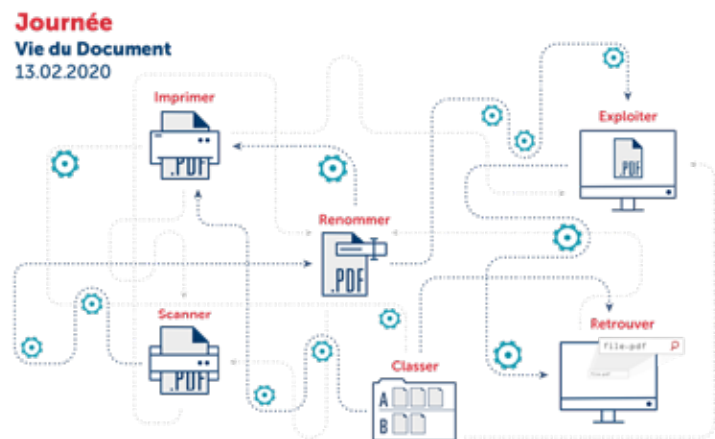 Journée
Vie du Document
13.02.2020
Imprimer
.PDF
Exploiter
.PDF
Renommer
.PDF
Scanner
.PDF
Classer
A
B
Retrouver
file.pdf